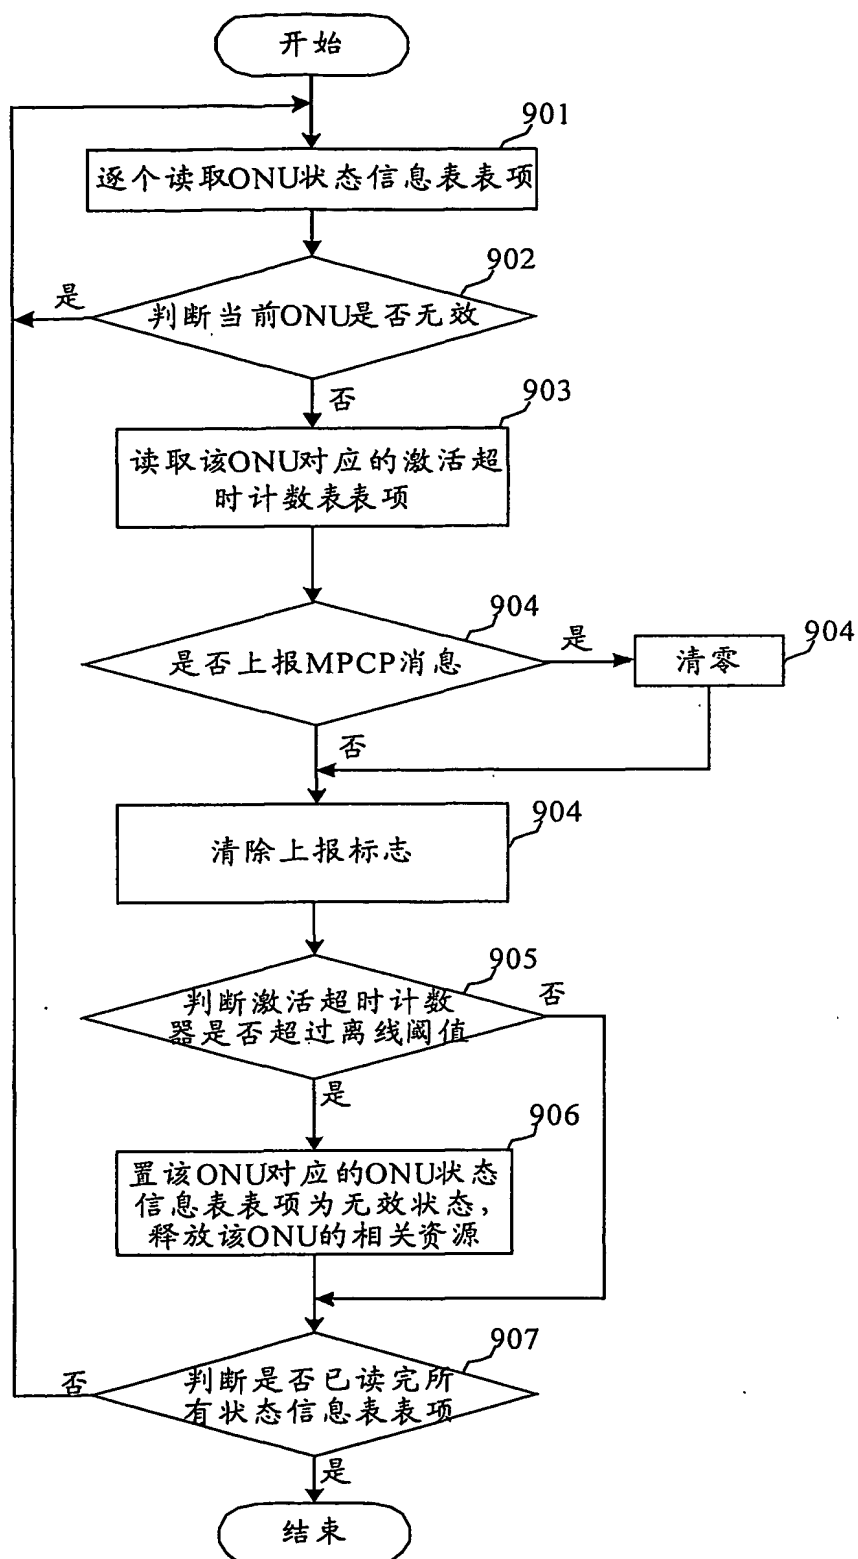 开始
901
逐个读取ONU状态信息表表项
902
是
判断当前ONU是否无效
否
903
读取该ONU对应的激活超
时计数表表项
904
是否上报MPCP消息
是
904
清零
否
904
清除上报标志
905
否
判断激活超时计数
器是否超过离线阈值
是
906
置该ONU对应的ONU状态
信息表表项为无效状态,
释放该ONU的相关资源
907
否
判断是否已读完所
有状态信息表表项
是
结束